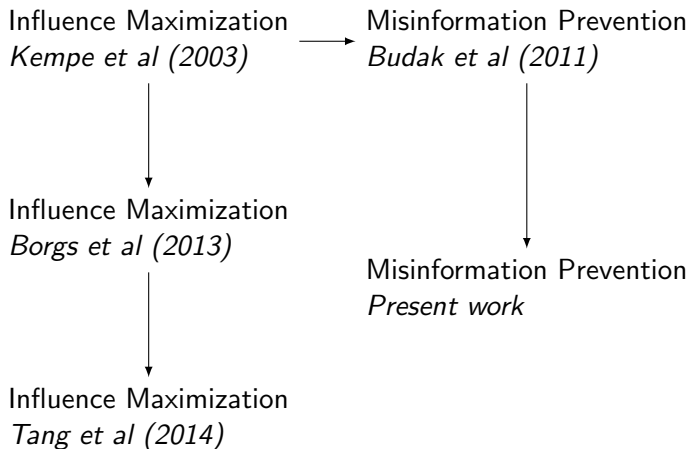 Influence Maximization
Kempe et al (2003)
Misinformation Prevention
Budak et al (2011)
Influence Maximization
Borgs et al (2013)
Misinformation Prevention
Present work
Influence Maximization
Tang et al (2014)